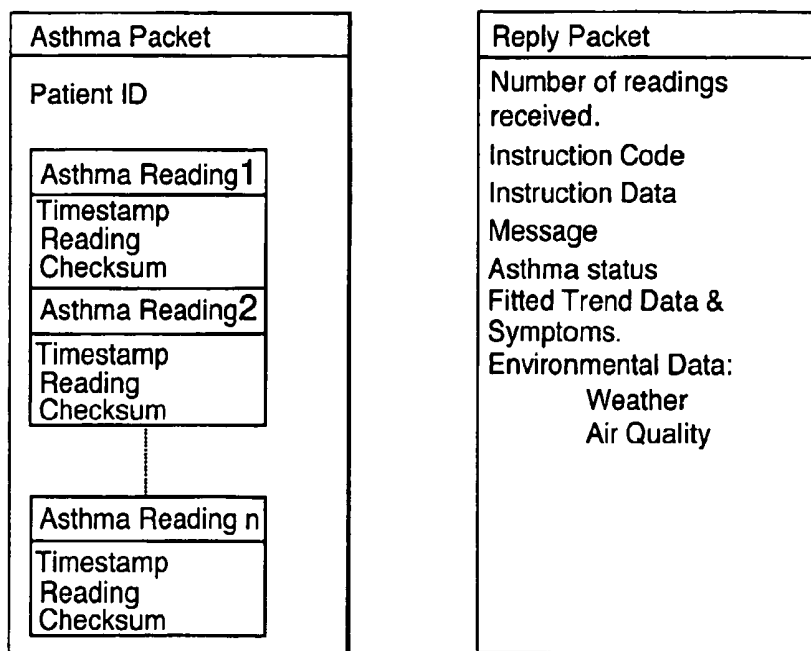 Asthma Packet
Patient ID
Asthma Reading1
Timestamp
Reading
Checksum
Asthma Reading2
Timestamp
Reading
Checksum
Asthma Reading n
Timestamp
Reading
Checksum
Reply Packet
Number of readings
received.
Instruction Code
Instruction Data
Message
Asthma status
Fitted Trend Data &
Symptoms.
Environmental Data:
Weather
Air Quality